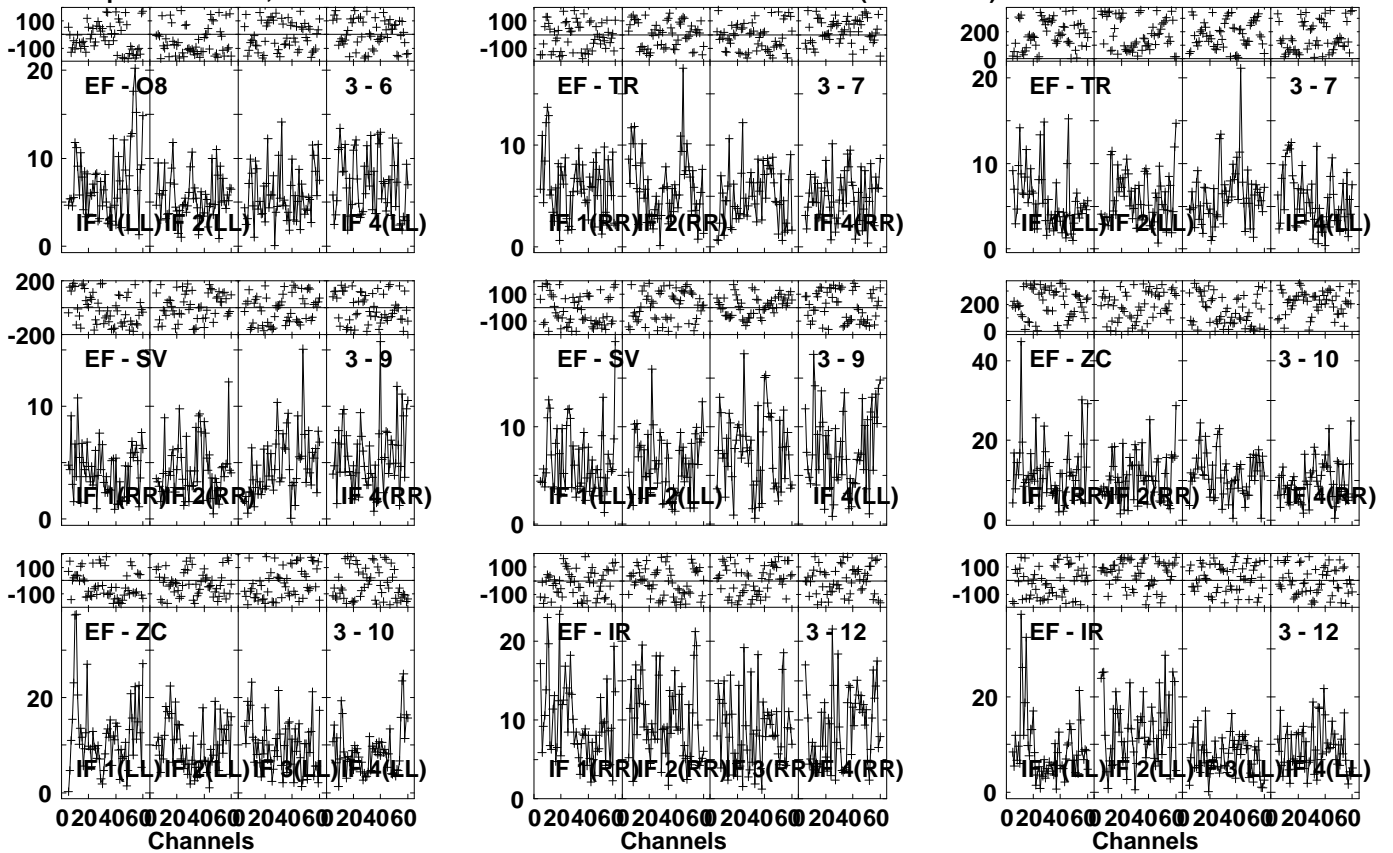 100 100 200
-100 -100 0
20 EF - O8 3 - 6 EF - TR 3 - 7 20 EF - TR 3 - 7
10 10 10
IF 1(LL) IF 2(LL) IF 4(LL) IF 1(RR) IF 2(RR) IF 4(RR) IF 1(LL) IF 2(LL) IF 4(LL)
0 0 0
200 100 200
-200 -100 0
EF - SV 3 - 9 EF - SV 3 - 9 40 EF - ZC 3 - 10
10 10 20
IF 1(RR) IF 2(RR) IF 4(RR) IF 1(LL) IF 2(LL) IF 4(LL) IF 1(RR) IF 2(RR) IF 4(RR)
0 0 0
100 100 100
-100 -100 -100
EF - ZC 3 - 10 20 EF - IR 3 - 12 EF - IR 3 - 12
20 10 20
IF 1(LL) IF 2(LL) IF 3(LL) IF 4(LL) IF 1(RR) IF 2(RR) IF 3(RR) IF 4(RR) IF 1(LL) IF 2(LL) IF 3(LL) IF 4(LL)
0 0 0
0 20 40 60 0 20 40 60 0 20 40 60 0 20 40 60 0 20 40 60 0 20 40 60 0 20 40 60 0 20 40 60 0 20 40 60 0 20 40 60 0 20 40 60 0 20 40 60
Channels Channels Channels